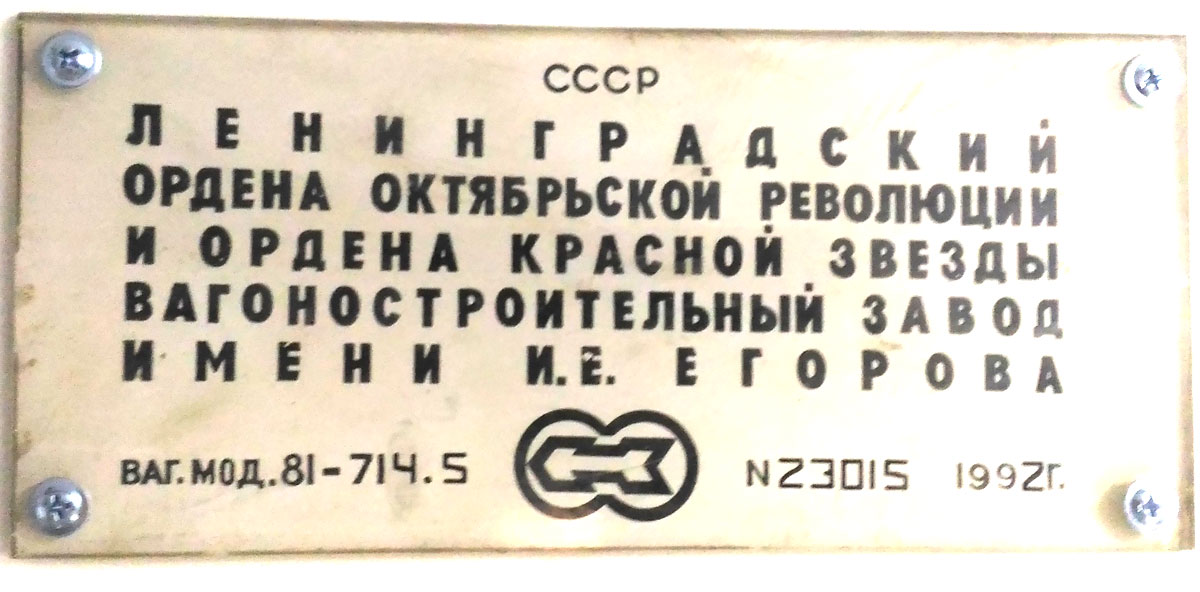 СССР
ЛЕНИНГРАДСКИЙ
ОРДЕНА ОКТЯБРЬСКОЙ РЕВОЛЮЦИИ
И ОРДЕНА КРАСНОЙ ЗВЕЗДЫ
ВАГОНОСТРОИТЕЛЬНЫЙ ЗАВОД
ИМЕНИ И.Е. ЕГОРОВА
ВАГ. МОД. 81-714.5 N23015 1992Г.